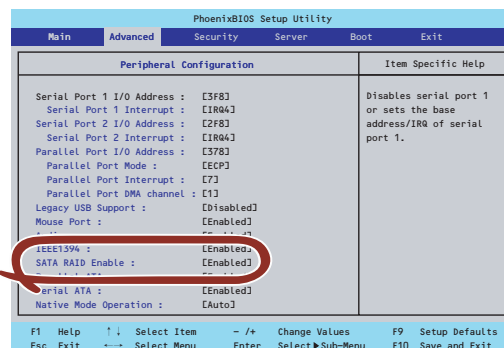 PhoenixBIOS Setup Utility
Main Advanced Security Server Boot Exit
Peripheral Configuration
Item Specific Help
Serial Port 1 I/O Address : [3F8]
Serial Port 1 Interrupt : [IRQ4]
Serial Port 2 I/O Address : [2F8]
Serial Port 2 Interrupt : [IRQ4]
Parallel Port I/O Address : [378]
Parallel Port Mode : [ECP]
Parallel Port Interrupt : [7]
Parallel Port DMA channel : [1]
Legacy USB Support : [Disabled]
Mouse Port : [Enabled]
IEEE1394 : [Enabled]
SATA RAID Enable : [Enabled]
Serial ATA : [Enabled]
Native Mode Operation : [Auto]
Disables serial port 1
or sets the base
address/IRQ of serial
port 1.
F1 Help ↑↓ Select Item - /+ Change Values F9 Setup Defaults
Esc Exit ←→ Select Menu Enter Select▶Sub-Menu F10 Save and Exit